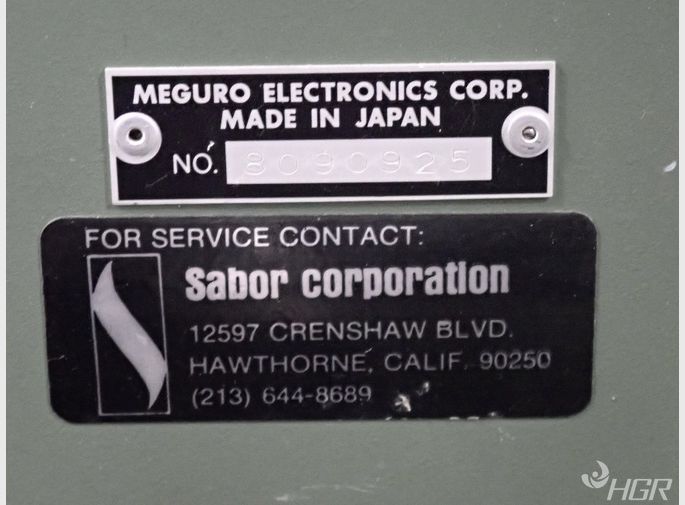 MEGURO ELECTRONICS CORP.
MADE IN JAPAN
NO. 8090925
FOR SERVICE CONTACT:
Sabor Corporation
12597 CRENSHAW BLVD.
HAWTHORNE, CALIF. 90250
(213) 644-8689
HGR